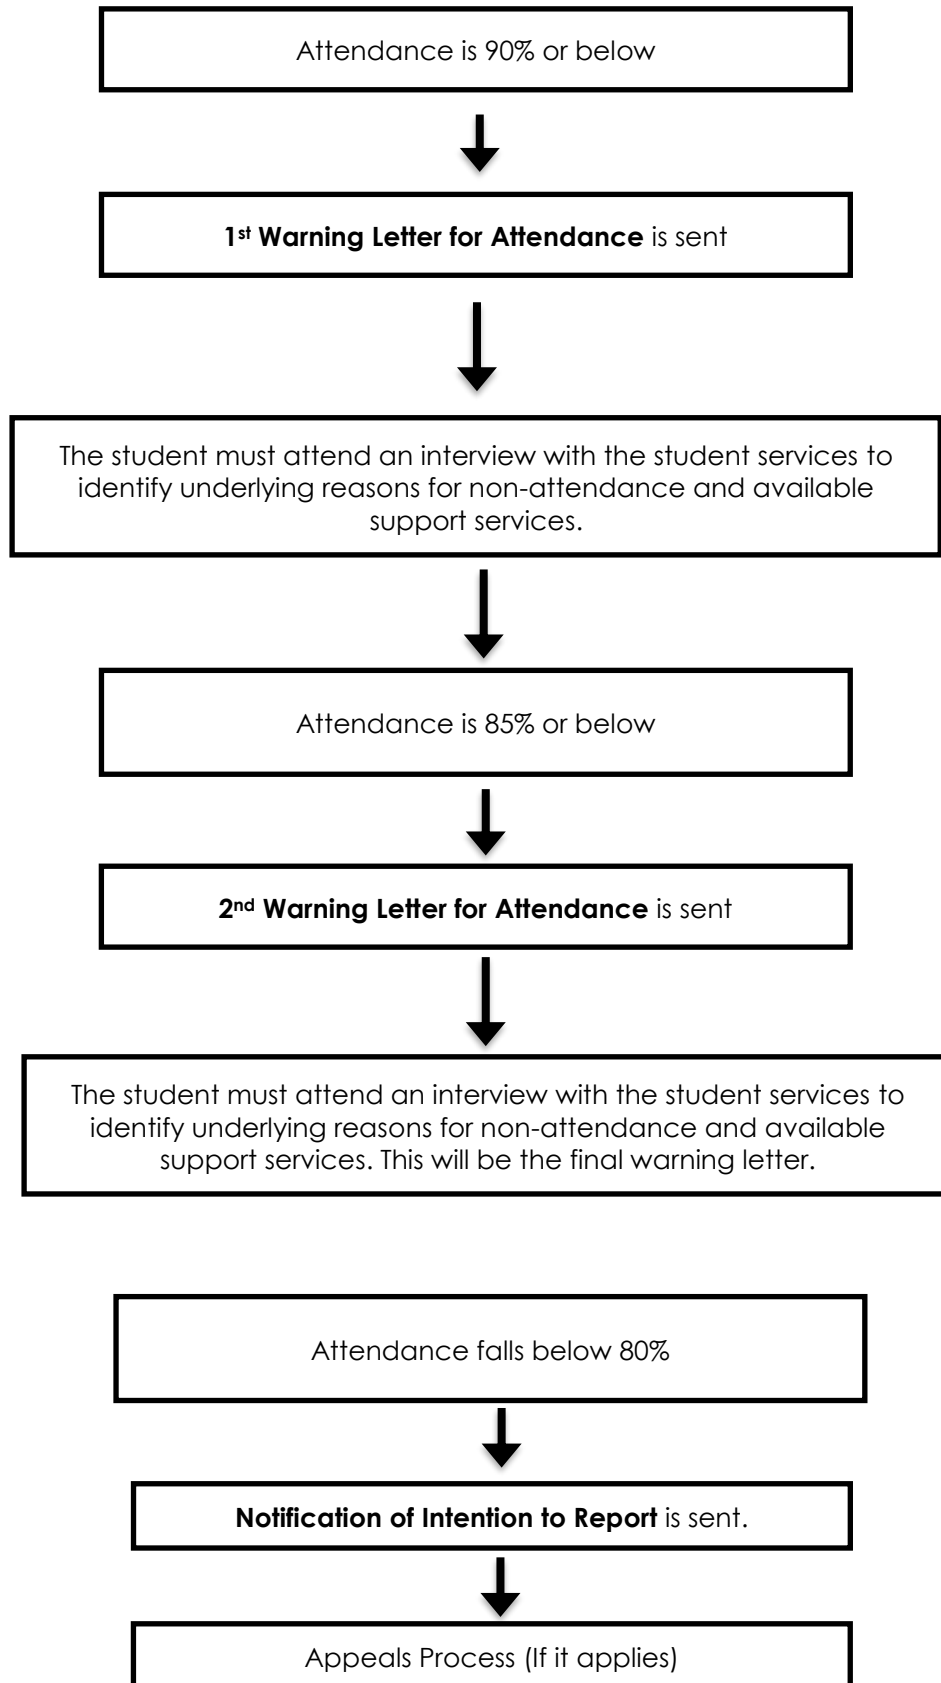 Attendance is 90% or below
1st Warning Letter for Attendance is sent
The student must attend an interview with the student services to
identify underlying reasons for non-attendance and available
support services.
Attendance is 85% or below
2nd Warning Letter for Attendance is sent
The student must attend an interview with the student services to
identify underlying reasons for non-attendance and available
support services. This will be the final warning letter.
Attendance falls below 80%
Notification of Intention to Report is sent.
Appeals Process (If it applies)